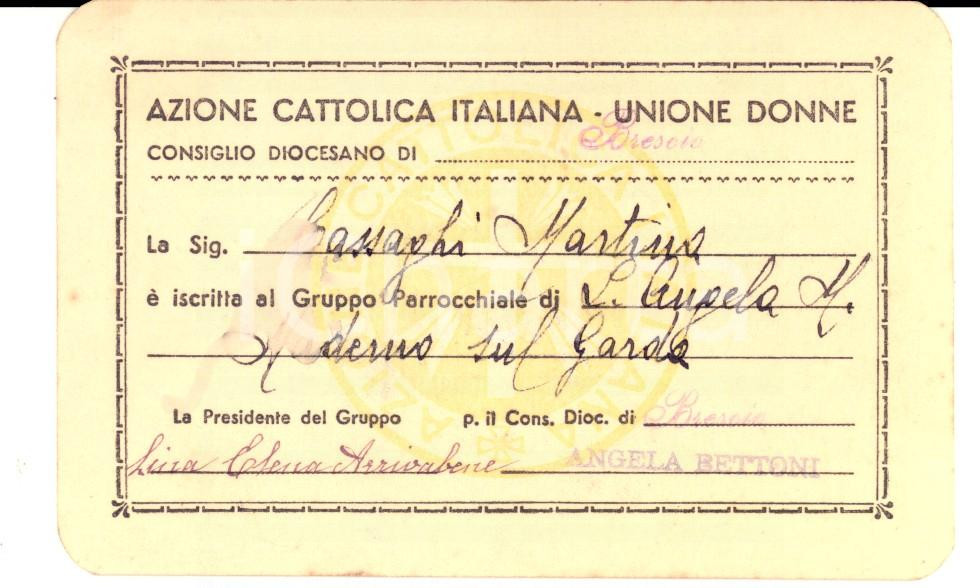 AZIONE CATTOLICA ITALIANA - UNIONE DONNE
CONSIGLIO DIOCESANO DI Brescia
La Sig. Cassaghi Martina
è iscritta al Gruppo Parrocchiale di S. Angela M.
Maderno sul Garda
La Presidente del Gruppo p. il Cons. Dioc. di Brescia
Lina Elena Arrivabene ANGELA BETTONI